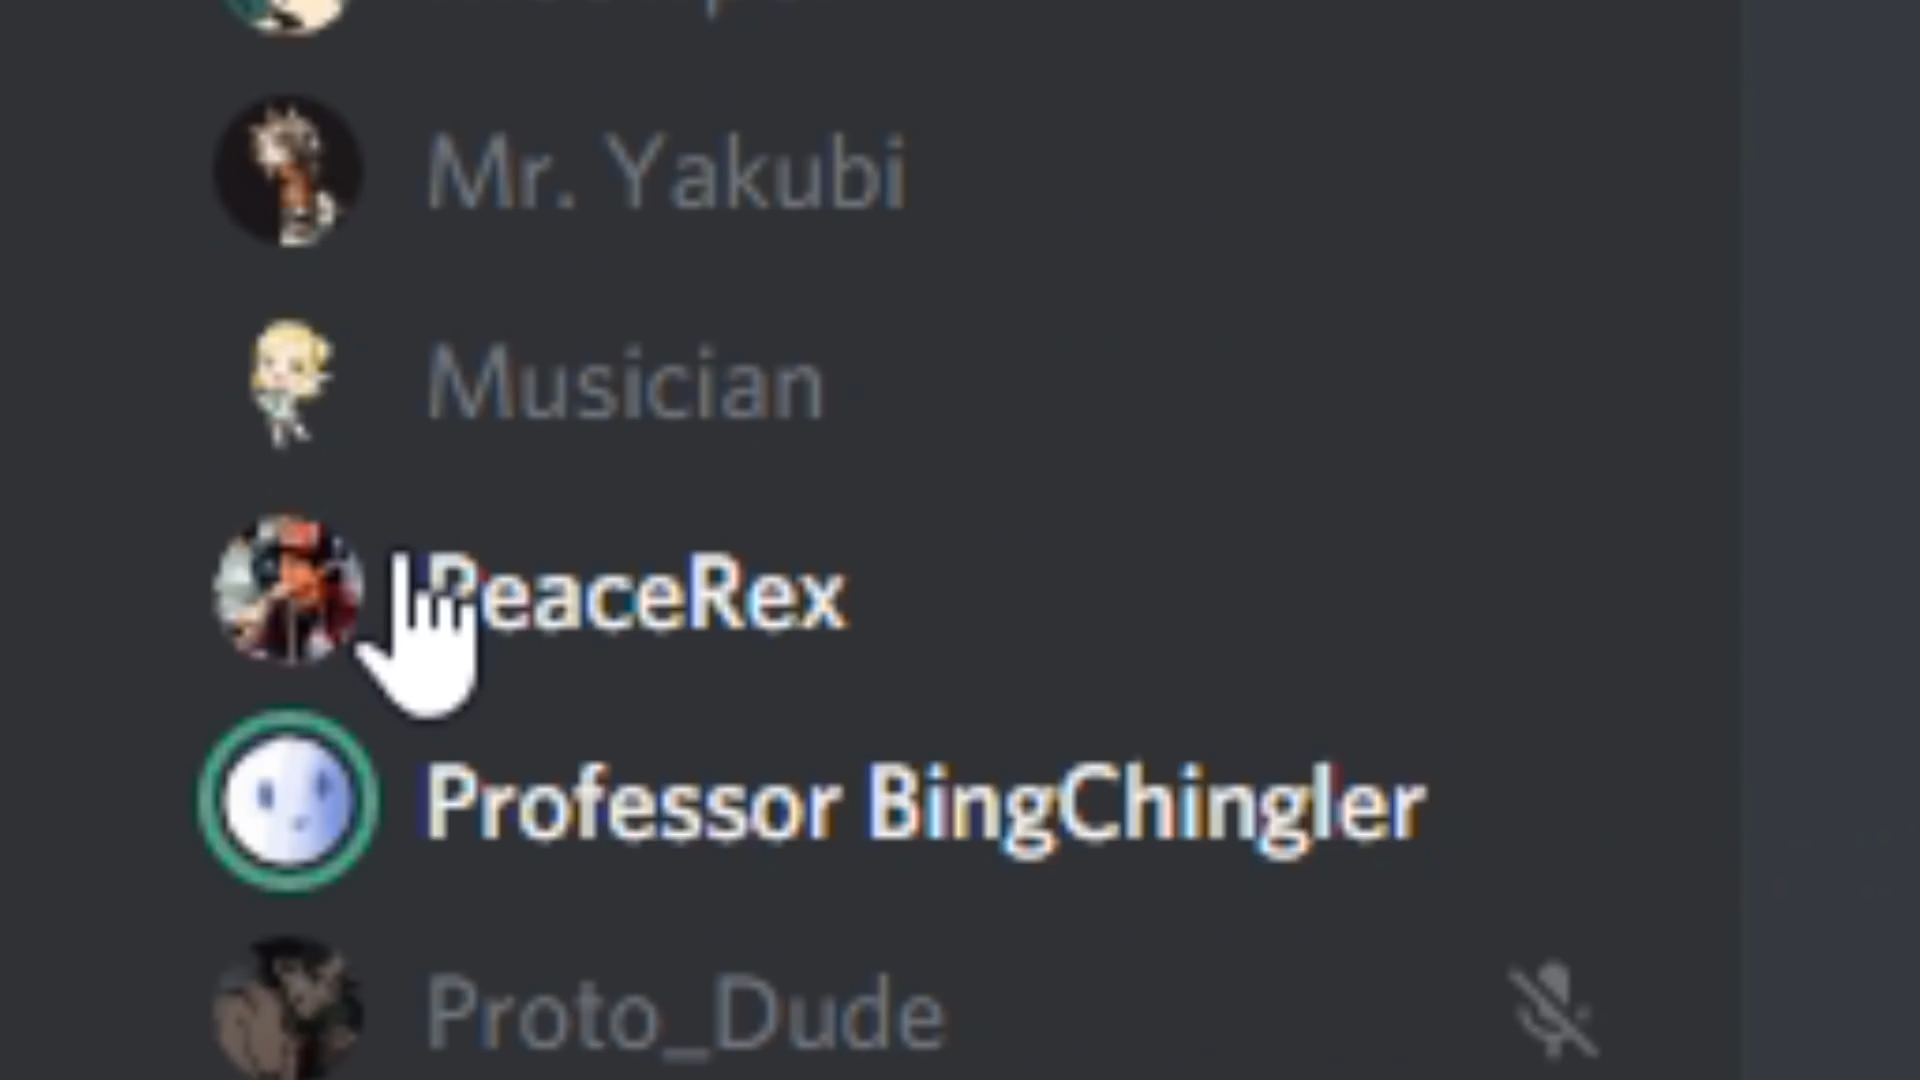 Mr. Yakubi
Musician
PeaceRex
Professor BingChingler
Proto_Dude